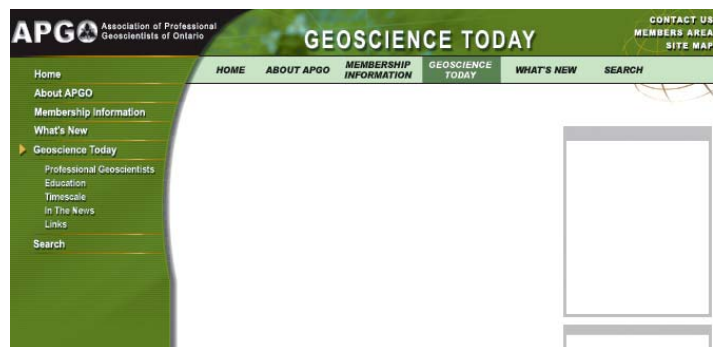 APGO Association of Professional
Geoscientists of Ontario
GEOSCIENCE TODAY
CONTACT US
MEMBERS AREA
SITE MAP
HOME ABOUT APGO MEMBERSHIP INFORMATION GEOSCIENCE TODAY WHAT'S NEW SEARCH
Home
About APGO
Membership Information
What's New
Geoscience Today
Professional Geoscientists
Education
Timescale
In The News
Links
Search